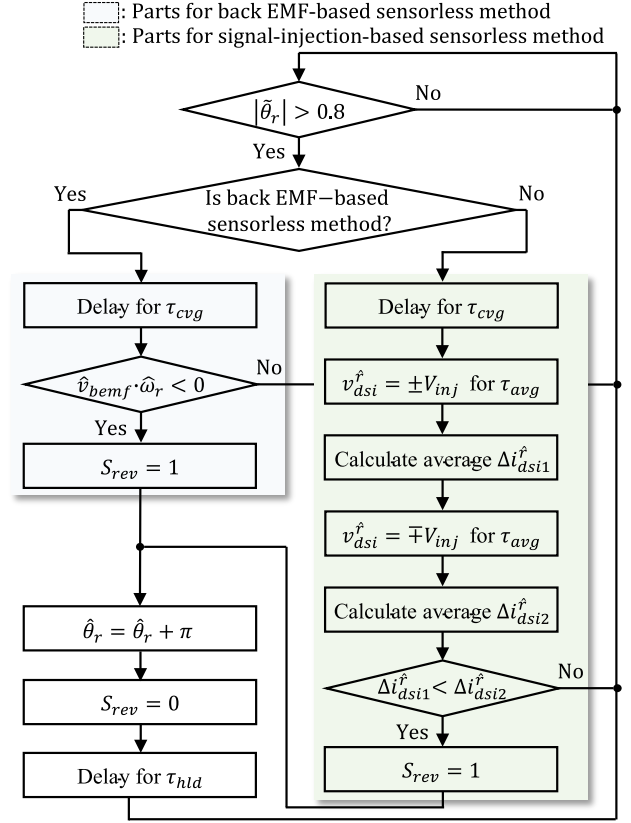 : Parts for back EMF-based sensorless method
: Parts for signal-injection-based sensorless method
|θ̃_r| > 0.8
No
Yes
Is back EMF−based
sensorless method?
Yes
No
Delay for τ_cvg
v̂_bemf·ω̂_r < 0
No
Yes
S_rev = 1
θ̂_r = θ̂_r + π
S_rev = 0
Delay for τ_hld
Delay for τ_cvg
v^r̂_dsi = ±V_inj for τ_avg
Calculate average Δi^r̂_dsi1
v^r̂_dsi = ∓V_inj for τ_avg
Calculate average Δi^r̂_dsi2
Δi^r̂_dsi1 < Δi^r̂_dsi2
No
Yes
S_rev = 1